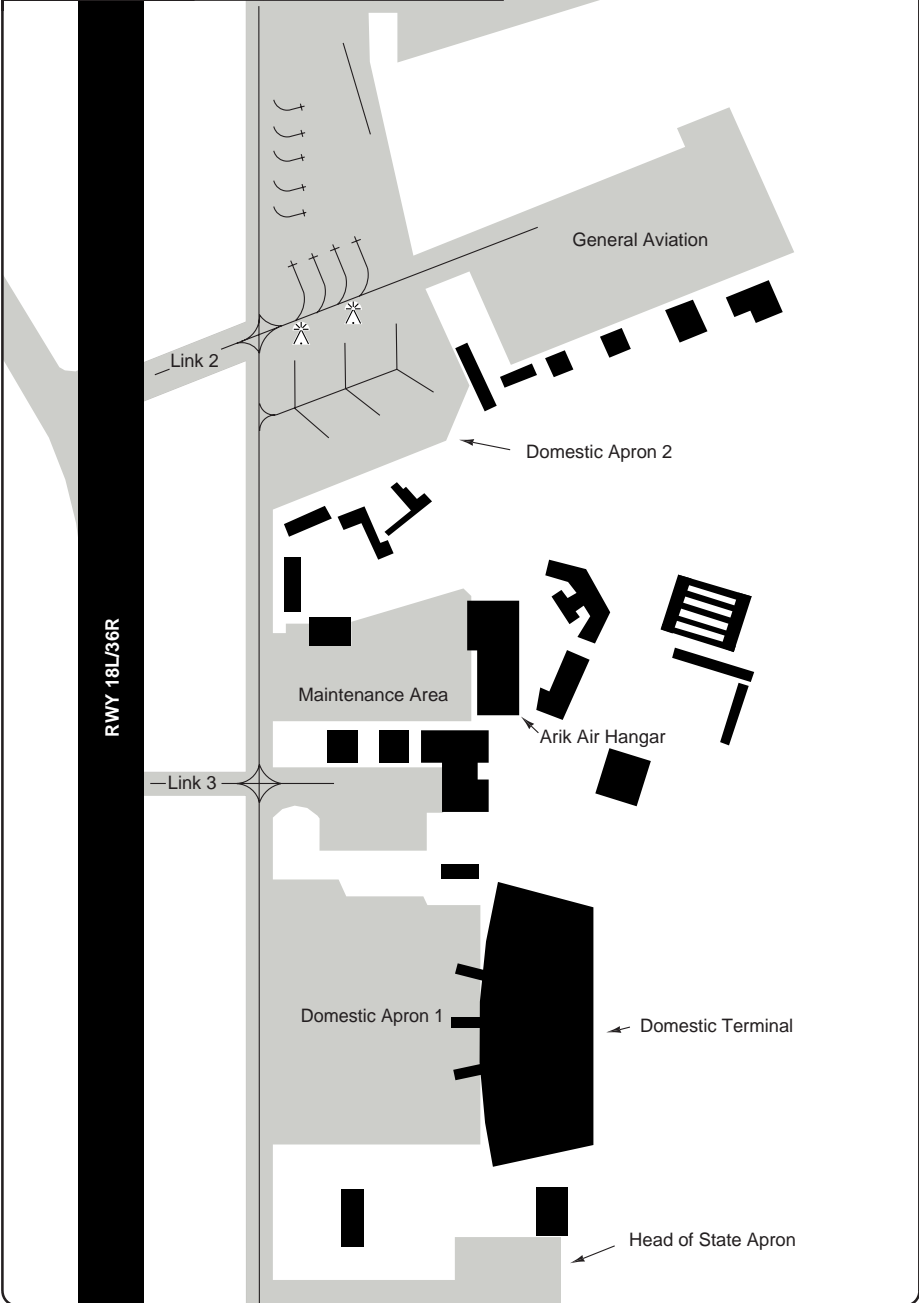 General Aviation
Link 2
Domestic Apron 2
RWY 18L/36R
Maintenance Area
Arik Air Hangar
Link 3
Domestic Apron 1
Domestic Terminal
Head of State Apron